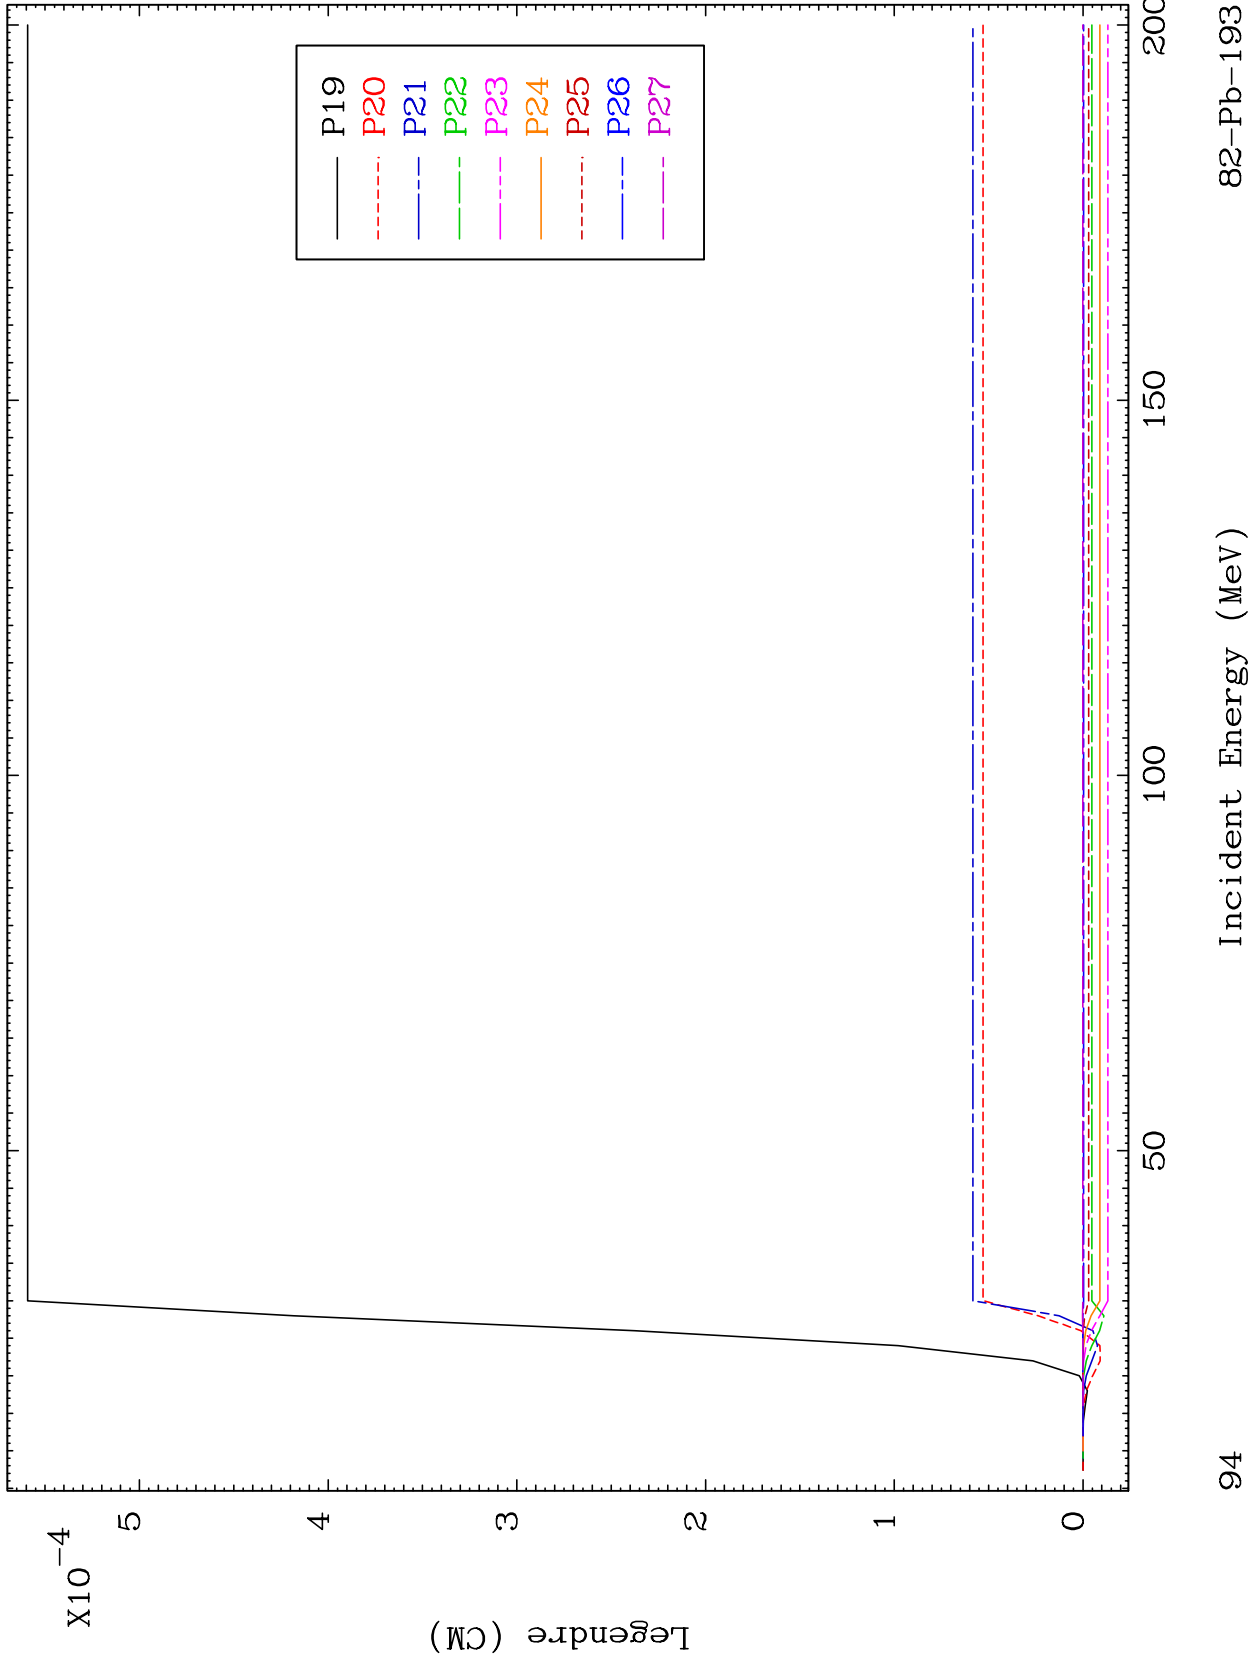 X10-4
5
4
3
2
1
0
Legendre (CM)
P19
P20
P21
P22
P23
P24
P25
P26
P27
50
100
150
200
94
Incident Energy (MeV)
82-Pb-193